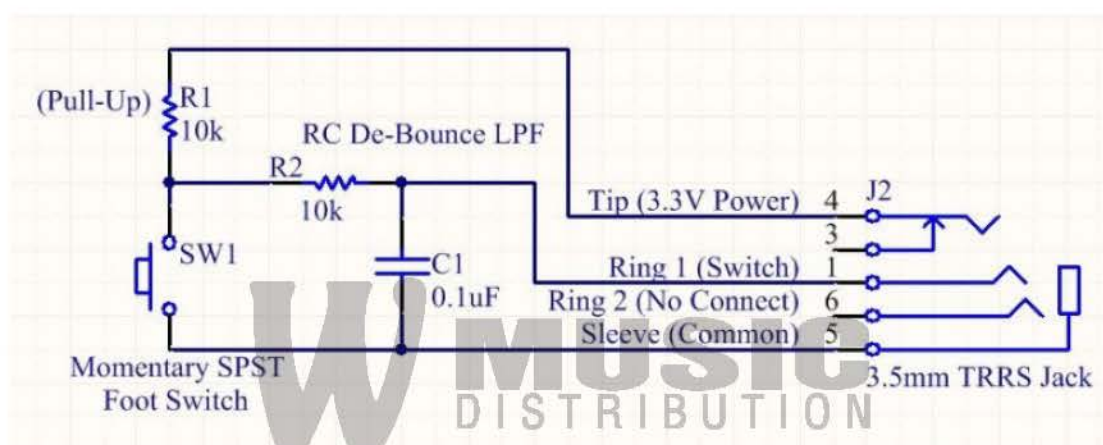 (Pull-Up)
R1
10k
RC De-Bounce LPF
R2
10k
SW1
C1
0.1uF
Momentary SPST
Foot Switch
Tip (3.3V Power) 4
3
Ring 1 (Switch) 1
Ring 2 (No Connect) 6
Sleeve (Common) 5
J2
3.5mm TRRS Jack
W MUSIC
DISTRIBUTION